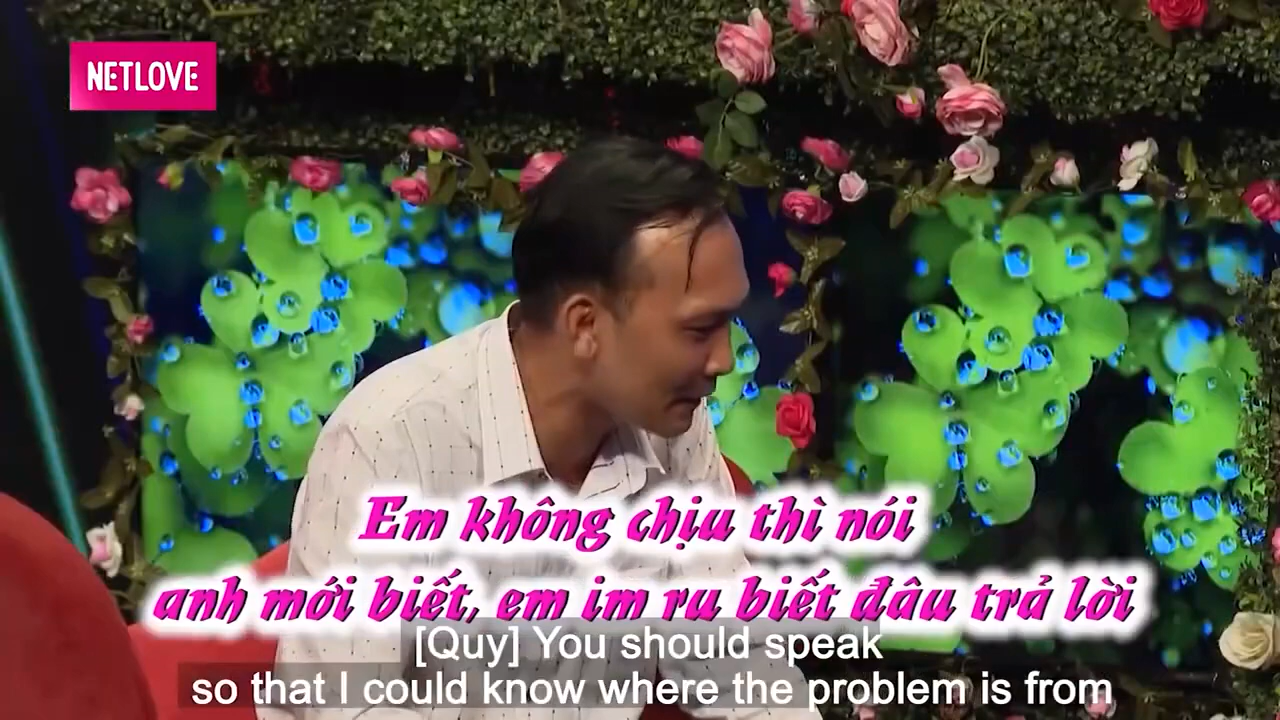 NETLOVE
Em không chịu thì nói
anh mới biết, em im ru biết đâu trả lời
[Quy] You should speak
so that I could know where the problem is from